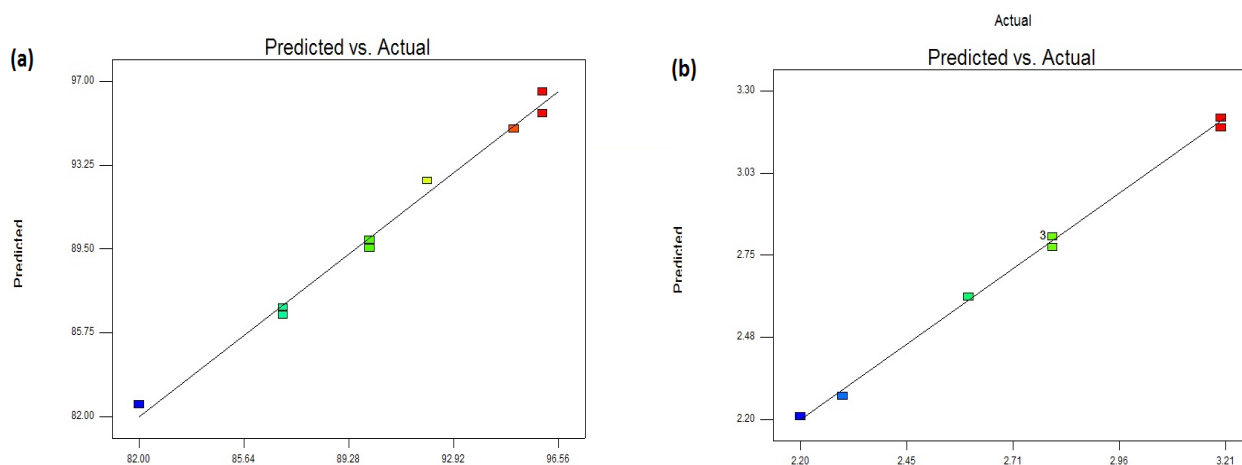 Actual
(a)
Predicted vs. Actual
97.00
93.25
89.50
85.75
82.00
Predicted
82.00 85.64 89.28 92.92 96.56
(b)
Predicted vs. Actual
3.30
3.03
2.75
2.48
2.20
Predicted
3
2.20 2.45 2.71 2.96 3.21